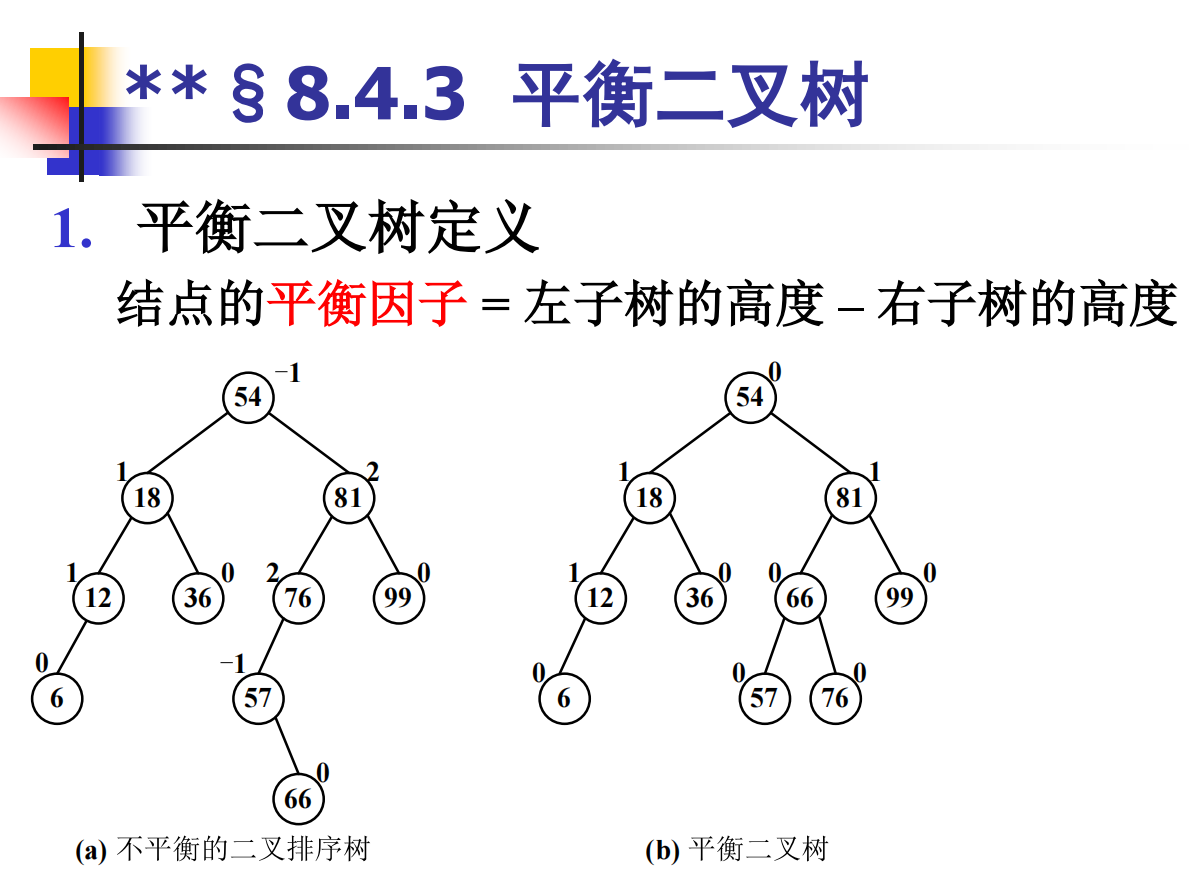 **§8.4.3 平衡二叉树
1. 平衡二叉树定义
结点的平衡因子 = 左子树的高度 – 右子树的高度
−1 0
54 54
1 2 1 1
18 81 18 81
1 0 2 0 1 0 0 0
12 36 76 99 12 36 66 99
0 −1 0 0 0
6 57 6 57 76
0
66
(a) 不平衡的二叉排序树 (b) 平衡二叉树